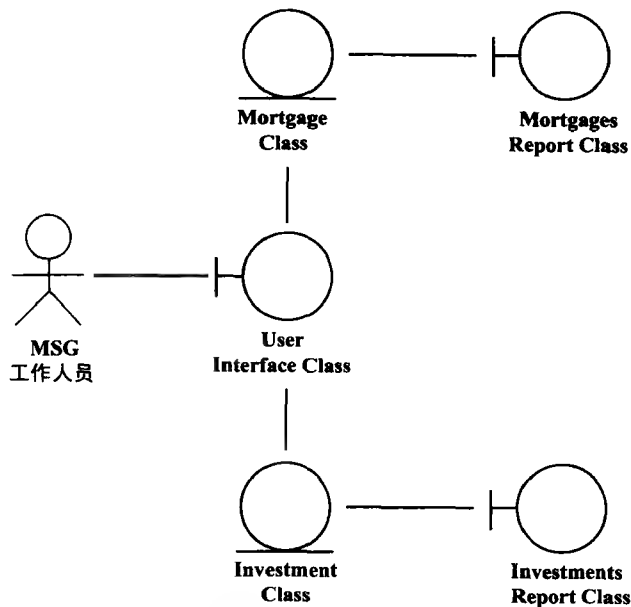 Mortgage
Class
Mortgages
Report Class
MSG
工作人员
User
Interface Class
Investment
Class
Investments
Report Class